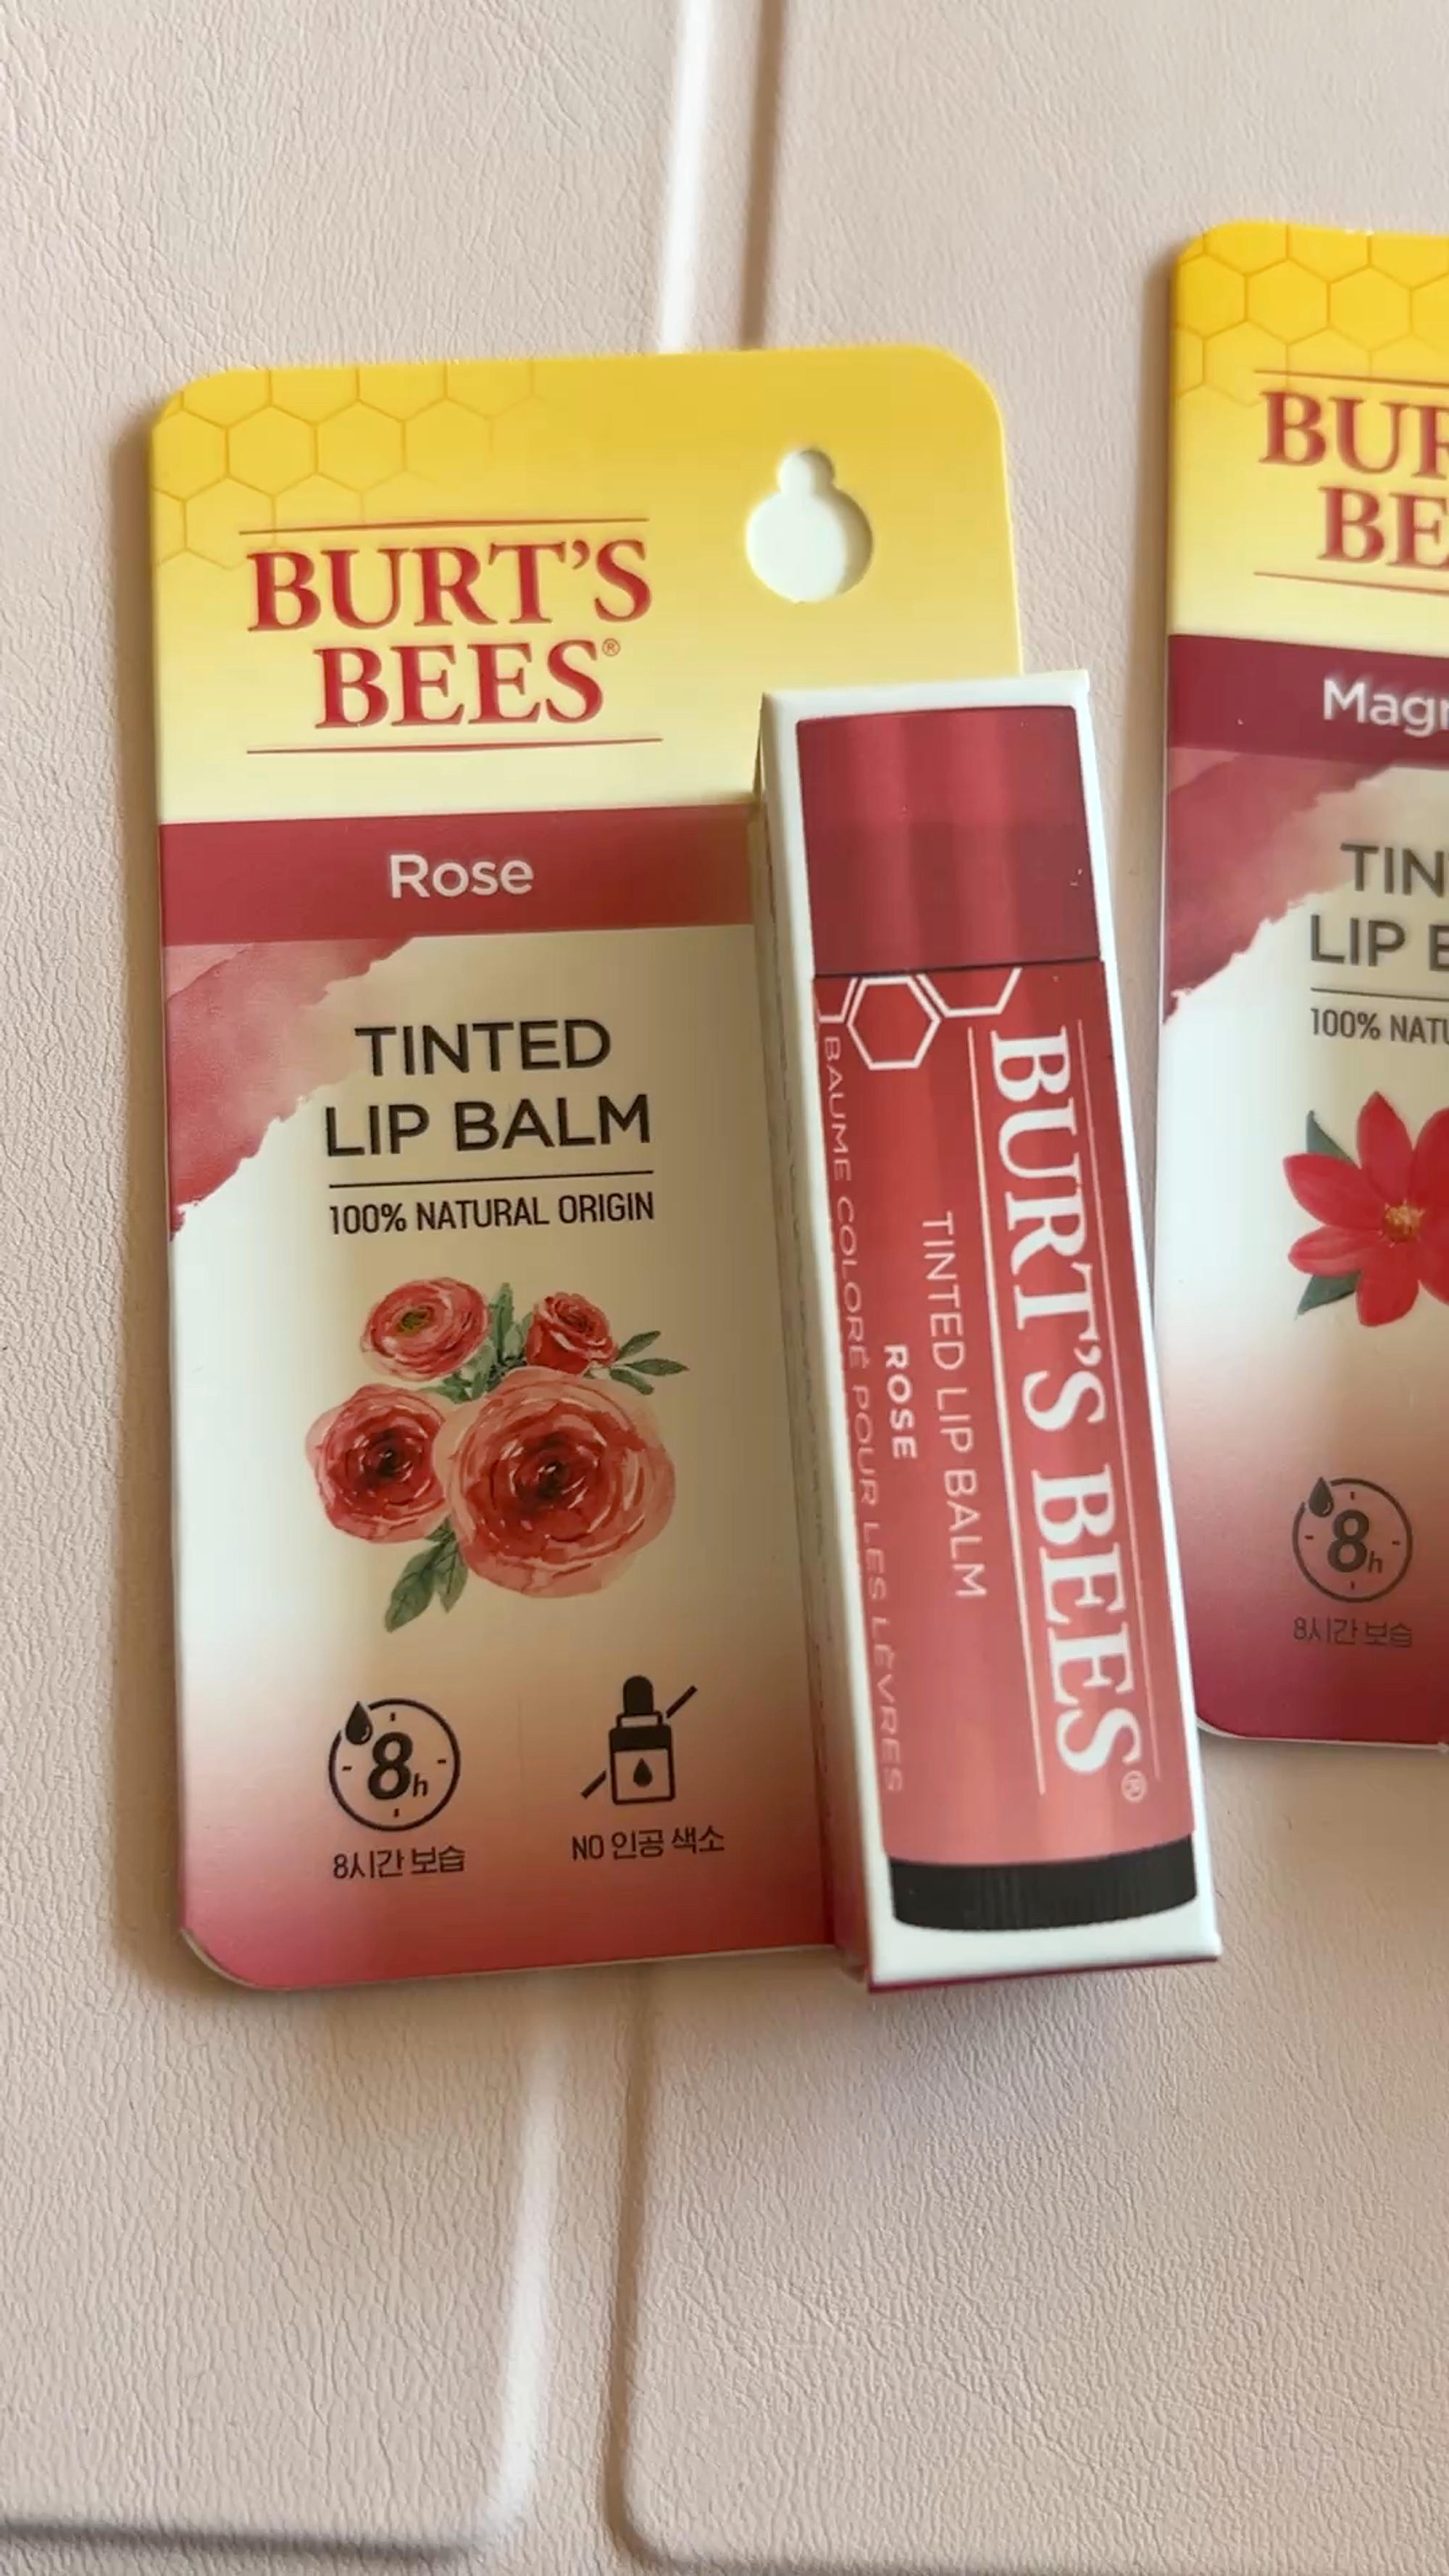 BURT'S
BEES®
Rose
TINTED
LIP BALM
100% NATURAL ORIGIN
8h
8시간 보습
NO 인공 색소
BURT'S BEES®
TINTED LIP BALM
ROSE
BAUME COLORÉ POUR LES LÈVRES
BUR
BE
Magn
TIN
LIP B
100% NATU
8h
8시간 보습